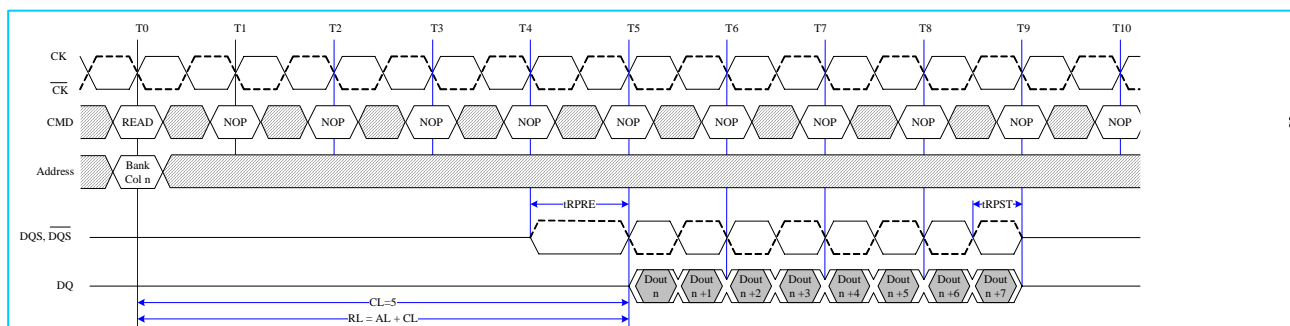 T0 T1 T2 T3 T4 T5 T6 T7 T8 T9 T10
CK
CK
CMD READ NOP NOP NOP NOP NOP NOP NOP NOP NOP NOP
Address Bank
Col n
tRPRE tRPST
DQS, DQS
DQ Dout Dout Dout Dout Dout Dout Dout Dout
n n +1 n +2 n +3 n +4 n +5 n +6 n +7
CL=5
RL = AL + CL